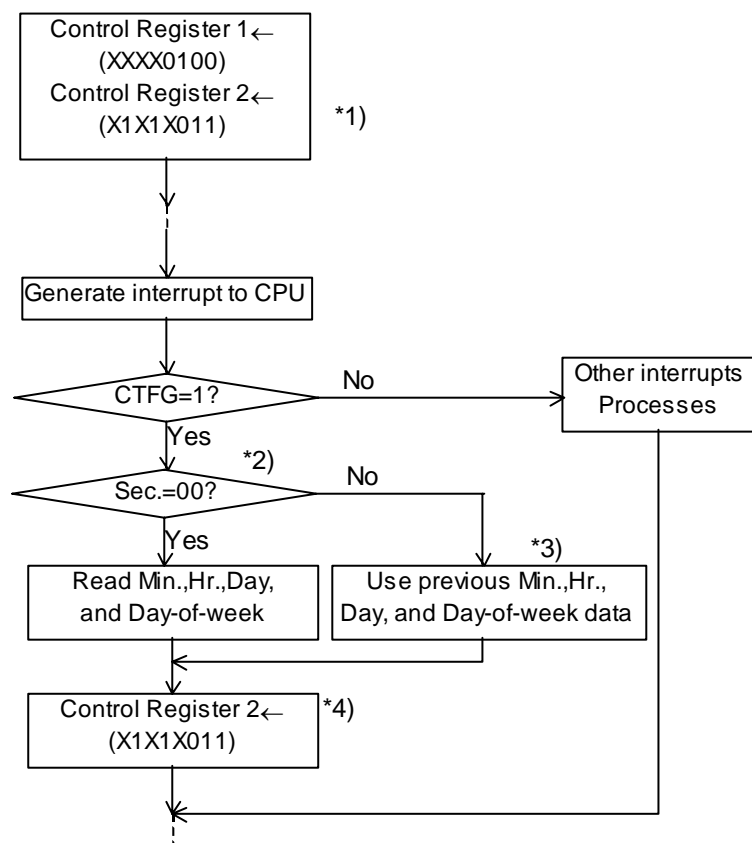 Control Register 1←
(XXXX0100)
Control Register 2←
(X1X1X011)
*1)
Generate interrupt to CPU
CTFG=1?
No
Other interrupts
Processes
Yes
*2)
Sec.=00?
No
Yes
*3)
Read Min.,Hr.,Day,
and Day-of-week
Use previous Min.,Hr.,
Day, and Day-of-week data
Control Register 2←
(X1X1X011)
*4)